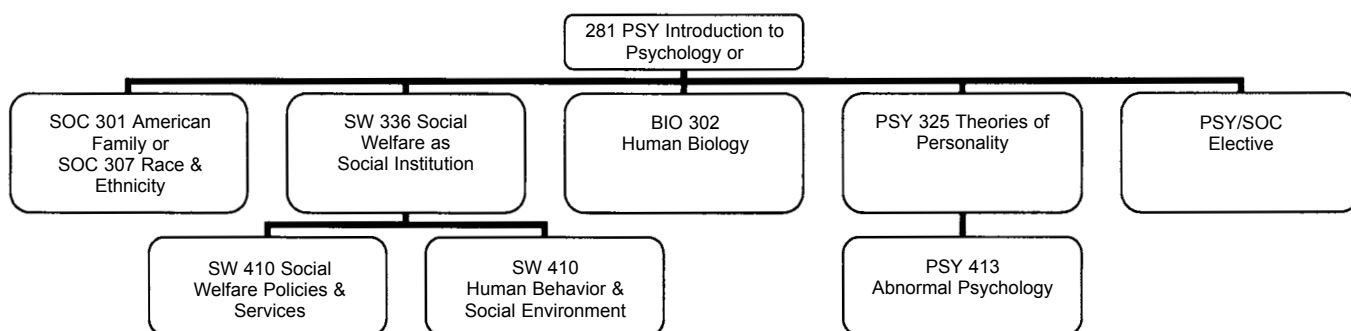 281 PSY Introduction to
Psychology or
SOC 301 American
Family or
SOC 307 Race &
Ethnicity
SW 336 Social
Welfare as
Social Institution
BIO 302
Human Biology
PSY 325 Theories of
Personality
PSY/SOC
Elective
SW 410 Social
Welfare Policies &
Services
SW 410
Human Behavior &
Social Environment
PSY 413
Abnormal Psychology